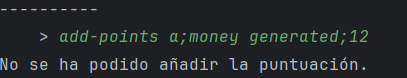 ----------
> add-points a;money generated;12
No se ha podido añadir la puntuación.